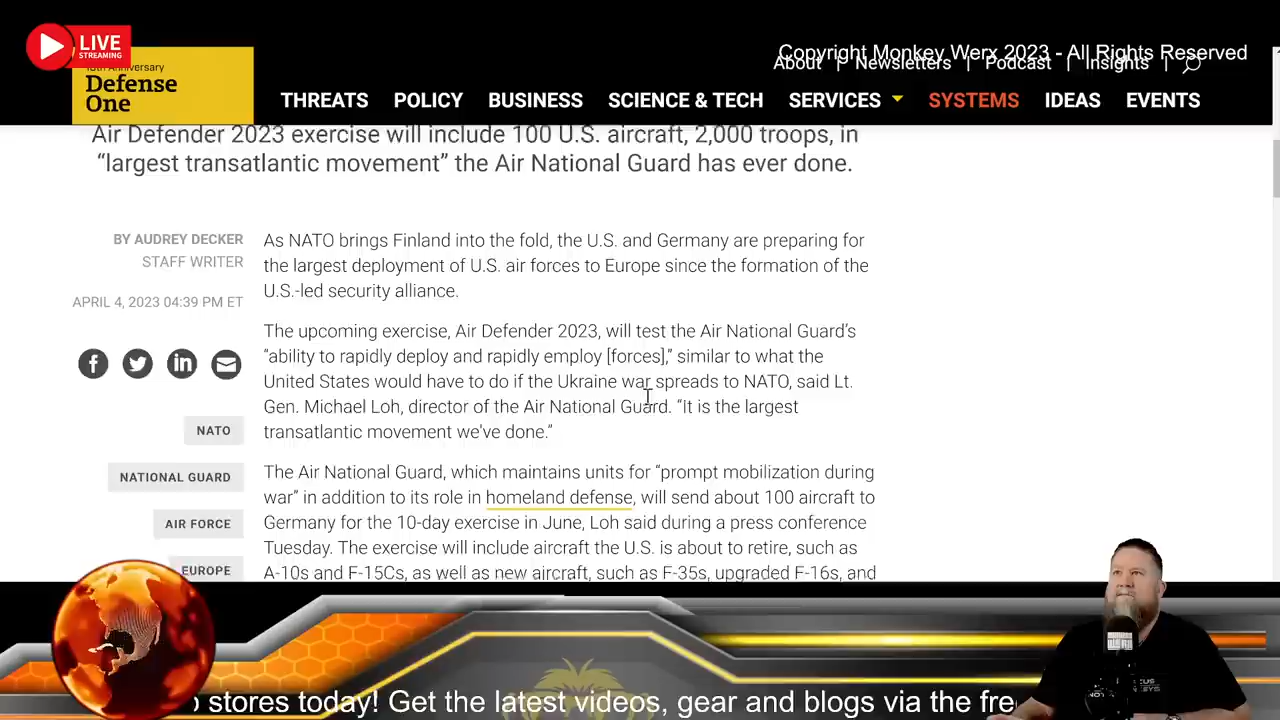 LIVE
STREAMING
Copyright Monkey Werx 2023 - All Rights Reserved
About
Newsletters
Podcast
Insights
Anniversary
Defense
One
THREATS POLICY BUSINESS SCIENCE & TECH SERVICES SYSTEMS IDEAS EVENTS
Air Defender 2023 exercise will include 100 U.S. aircraft, 2,000 troops, in
“largest transatlantic movement” the Air National Guard has ever done.
BY AUDREY DECKER
STAFF WRITER
APRIL 4, 2023 04:39 PM ET
NATO
NATIONAL GUARD
AIR FORCE
EUROPE
As NATO brings Finland into the fold, the U.S. and Germany are preparing for
the largest deployment of U.S. air forces to Europe since the formation of the
U.S.-led security alliance.
The upcoming exercise, Air Defender 2023, will test the Air National Guard’s
“ability to rapidly deploy and rapidly employ [forces],” similar to what the
United States would have to do if the Ukraine war spreads to NATO, said Lt.
Gen. Michael Loh, director of the Air National Guard. “It is the largest
transatlantic movement we've done.”
The Air National Guard, which maintains units for “prompt mobilization during
war” in addition to its role in homeland defense, will send about 100 aircraft to
Germany for the 10-day exercise in June, Loh said during a press conference
Tuesday. The exercise will include aircraft the U.S. is about to retire, such as
A-10s and F-15Cs, as well as new aircraft, such as F-35s, upgraded F-16s, and
stores today! Get the latest videos, gear and blogs via the fre